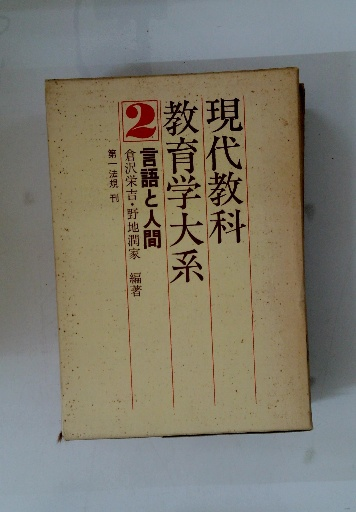 現代教科
教育学大系
2
言語と人間
倉沢栄吉・野地潤家 編著
第一法規 刊